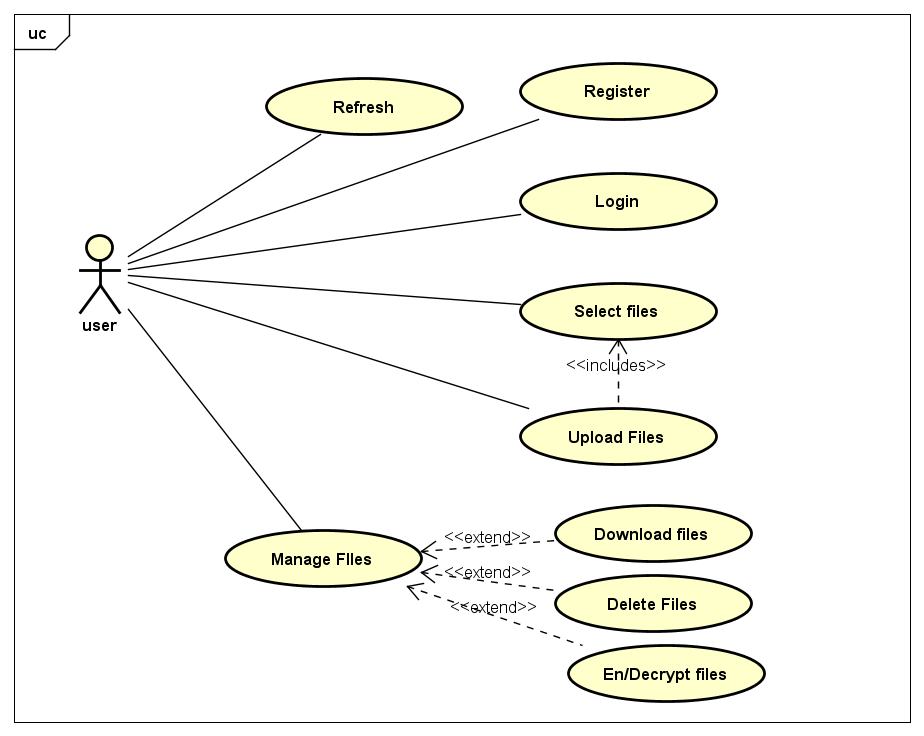 uc
Refresh
Register
Login
user
Select files
<<includes>>
Upload Files
Manage FIles
<<extend>>
Download files
<<extend>>
Delete Files
<<extend>>
En/Decrypt files